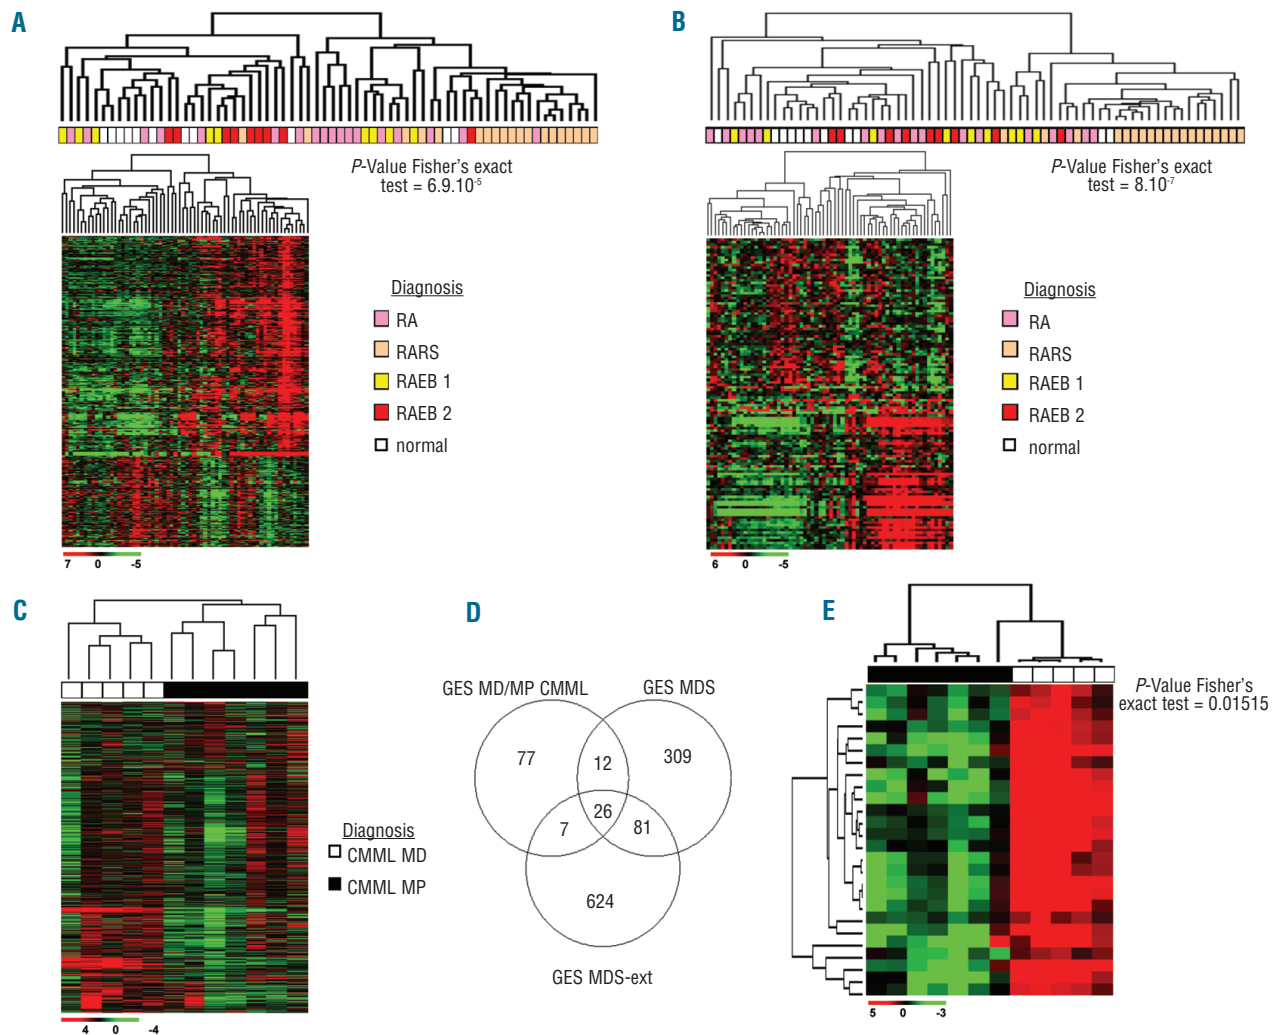 A
P-Value Fisher's exact
test = 6.9.10-5
Diagnosis
RA
RARS
RAEB 1
RAEB 2
normal
7 0 -5
B
P-Value Fisher's exact
test = 8.10-7
Diagnosis
RA
RARS
RAEB 1
RAEB 2
normal
6 0 -5
C
Diagnosis
CMML MD
CMML MP
4 0 -4
D
GES MD/MP CMML
GES MDS
77
12
309
26
7
81
624
GES MDS-ext
E
P-Value Fisher's
exact test = 0.01515
5 0 -3